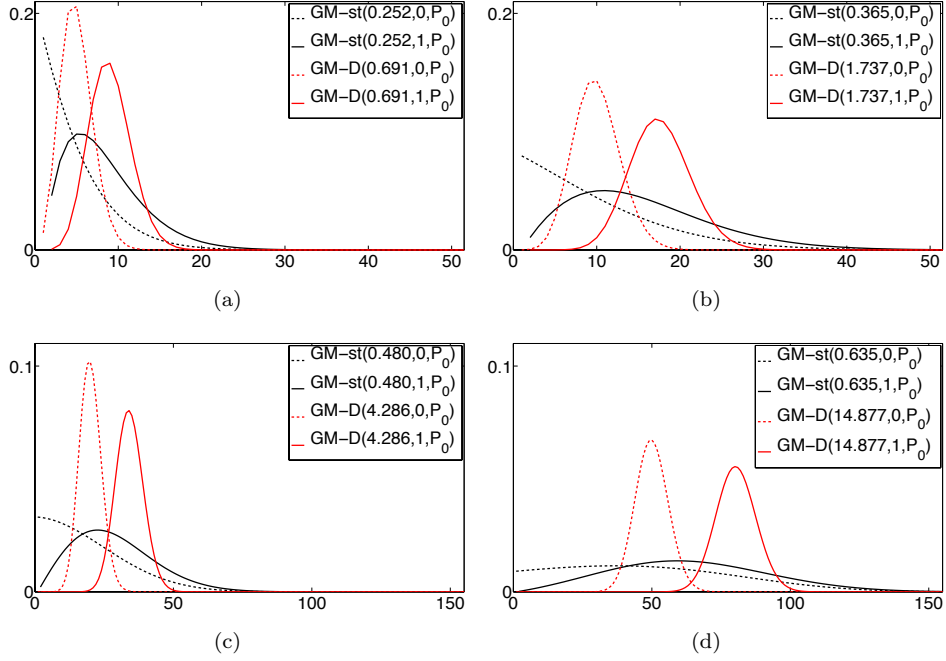 0.2
0
0 10 20 30 40 50
GM-st(0.252,0,P0)
GM-st(0.252,1,P0)
GM-D(0.691,0,P0)
GM-D(0.691,1,P0)
(a)
0.2
0
0 10 20 30 40 50
GM-st(0.365,0,P0)
GM-st(0.365,1,P0)
GM-D(1.737,0,P0)
GM-D(1.737,1,P0)
(b)
0.1
0
0 50 100 150
GM-st(0.480,0,P0)
GM-st(0.480,1,P0)
GM-D(4.286,0,P0)
GM-D(4.286,1,P0)
(c)
0.1
0
0 50 100 150
GM-st(0.635,0,P0)
GM-st(0.635,1,P0)
GM-D(14.877,0,P0)
GM-D(14.877,1,P0)
(d)